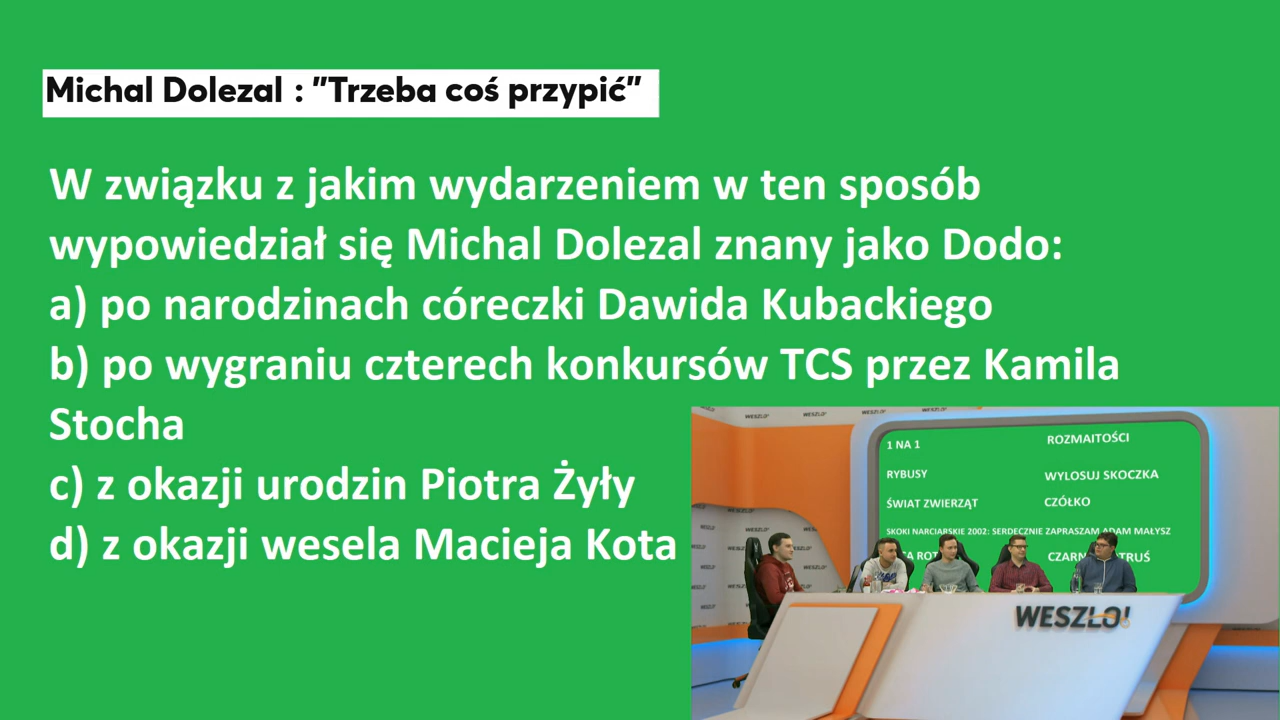 Michal Dolezal : "Trzeba coś przypić"
W związku z jakim wydarzeniem w ten sposób
wypowiedział się Michal Dolezal znany jako Dodo:
a) po narodzinach córeczki Dawida Kubackiego
b) po wygraniu czterech konkursów TCS przez Kamila
Stocha
c) z okazji urodzin Piotra Żyły
d) z okazji wesela Macieja Kota
1 NA 1
ROZMAITOŚCI
RYBUSY
WYLOSUJ SKOCZKA
ŚWIAT ZWIERZĄT
CZÓŁKO
SKOKI NARCIARSKIE 2002: SERDECZNIE ZAPRASZAM ADAM MAŁYSZ
WESZŁO!